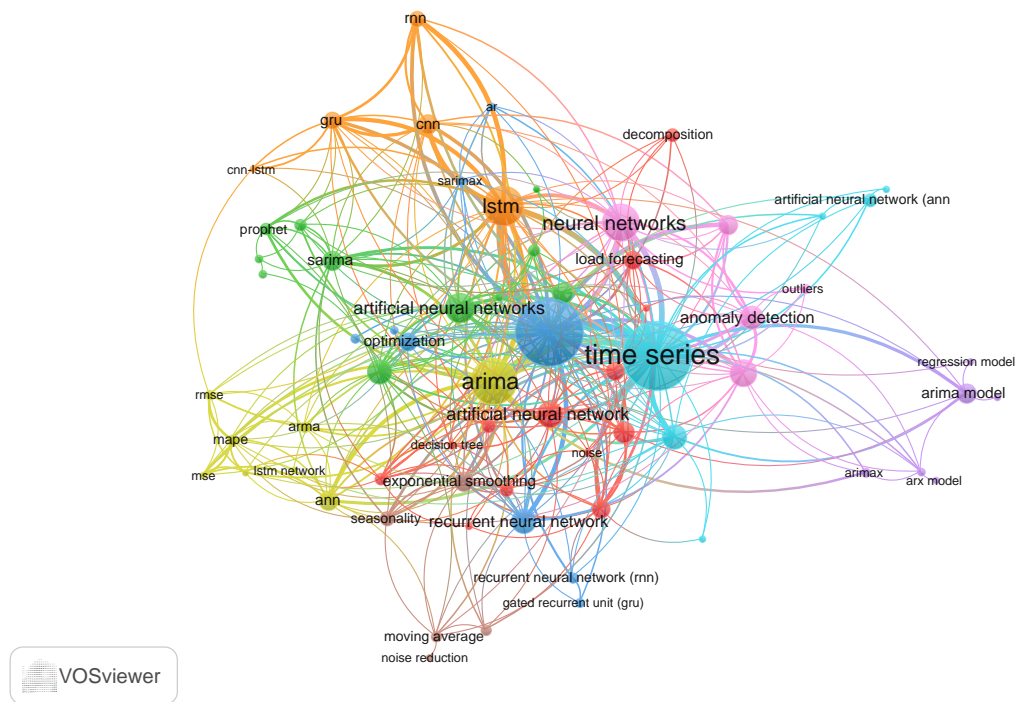 rnn
ar
gru
cnn
decomposition
cnn-lstm
sarimax
artificial neural network (ann
lstm
neural networks
prophet
sarima
load forecasting
outliers
artificial neural networks
anomaly detection
optimization
time series
regression model
arima
arima model
rmse
artificial neural network
arma
mape
decision tree
noise
mse
lstm network
exponential smoothing
arimax
arx model
ann
seasonality
recurrent neural network
recurrent neural network (rnn)
gated recurrent unit (gru)
moving average
noise reduction
VOSviewer